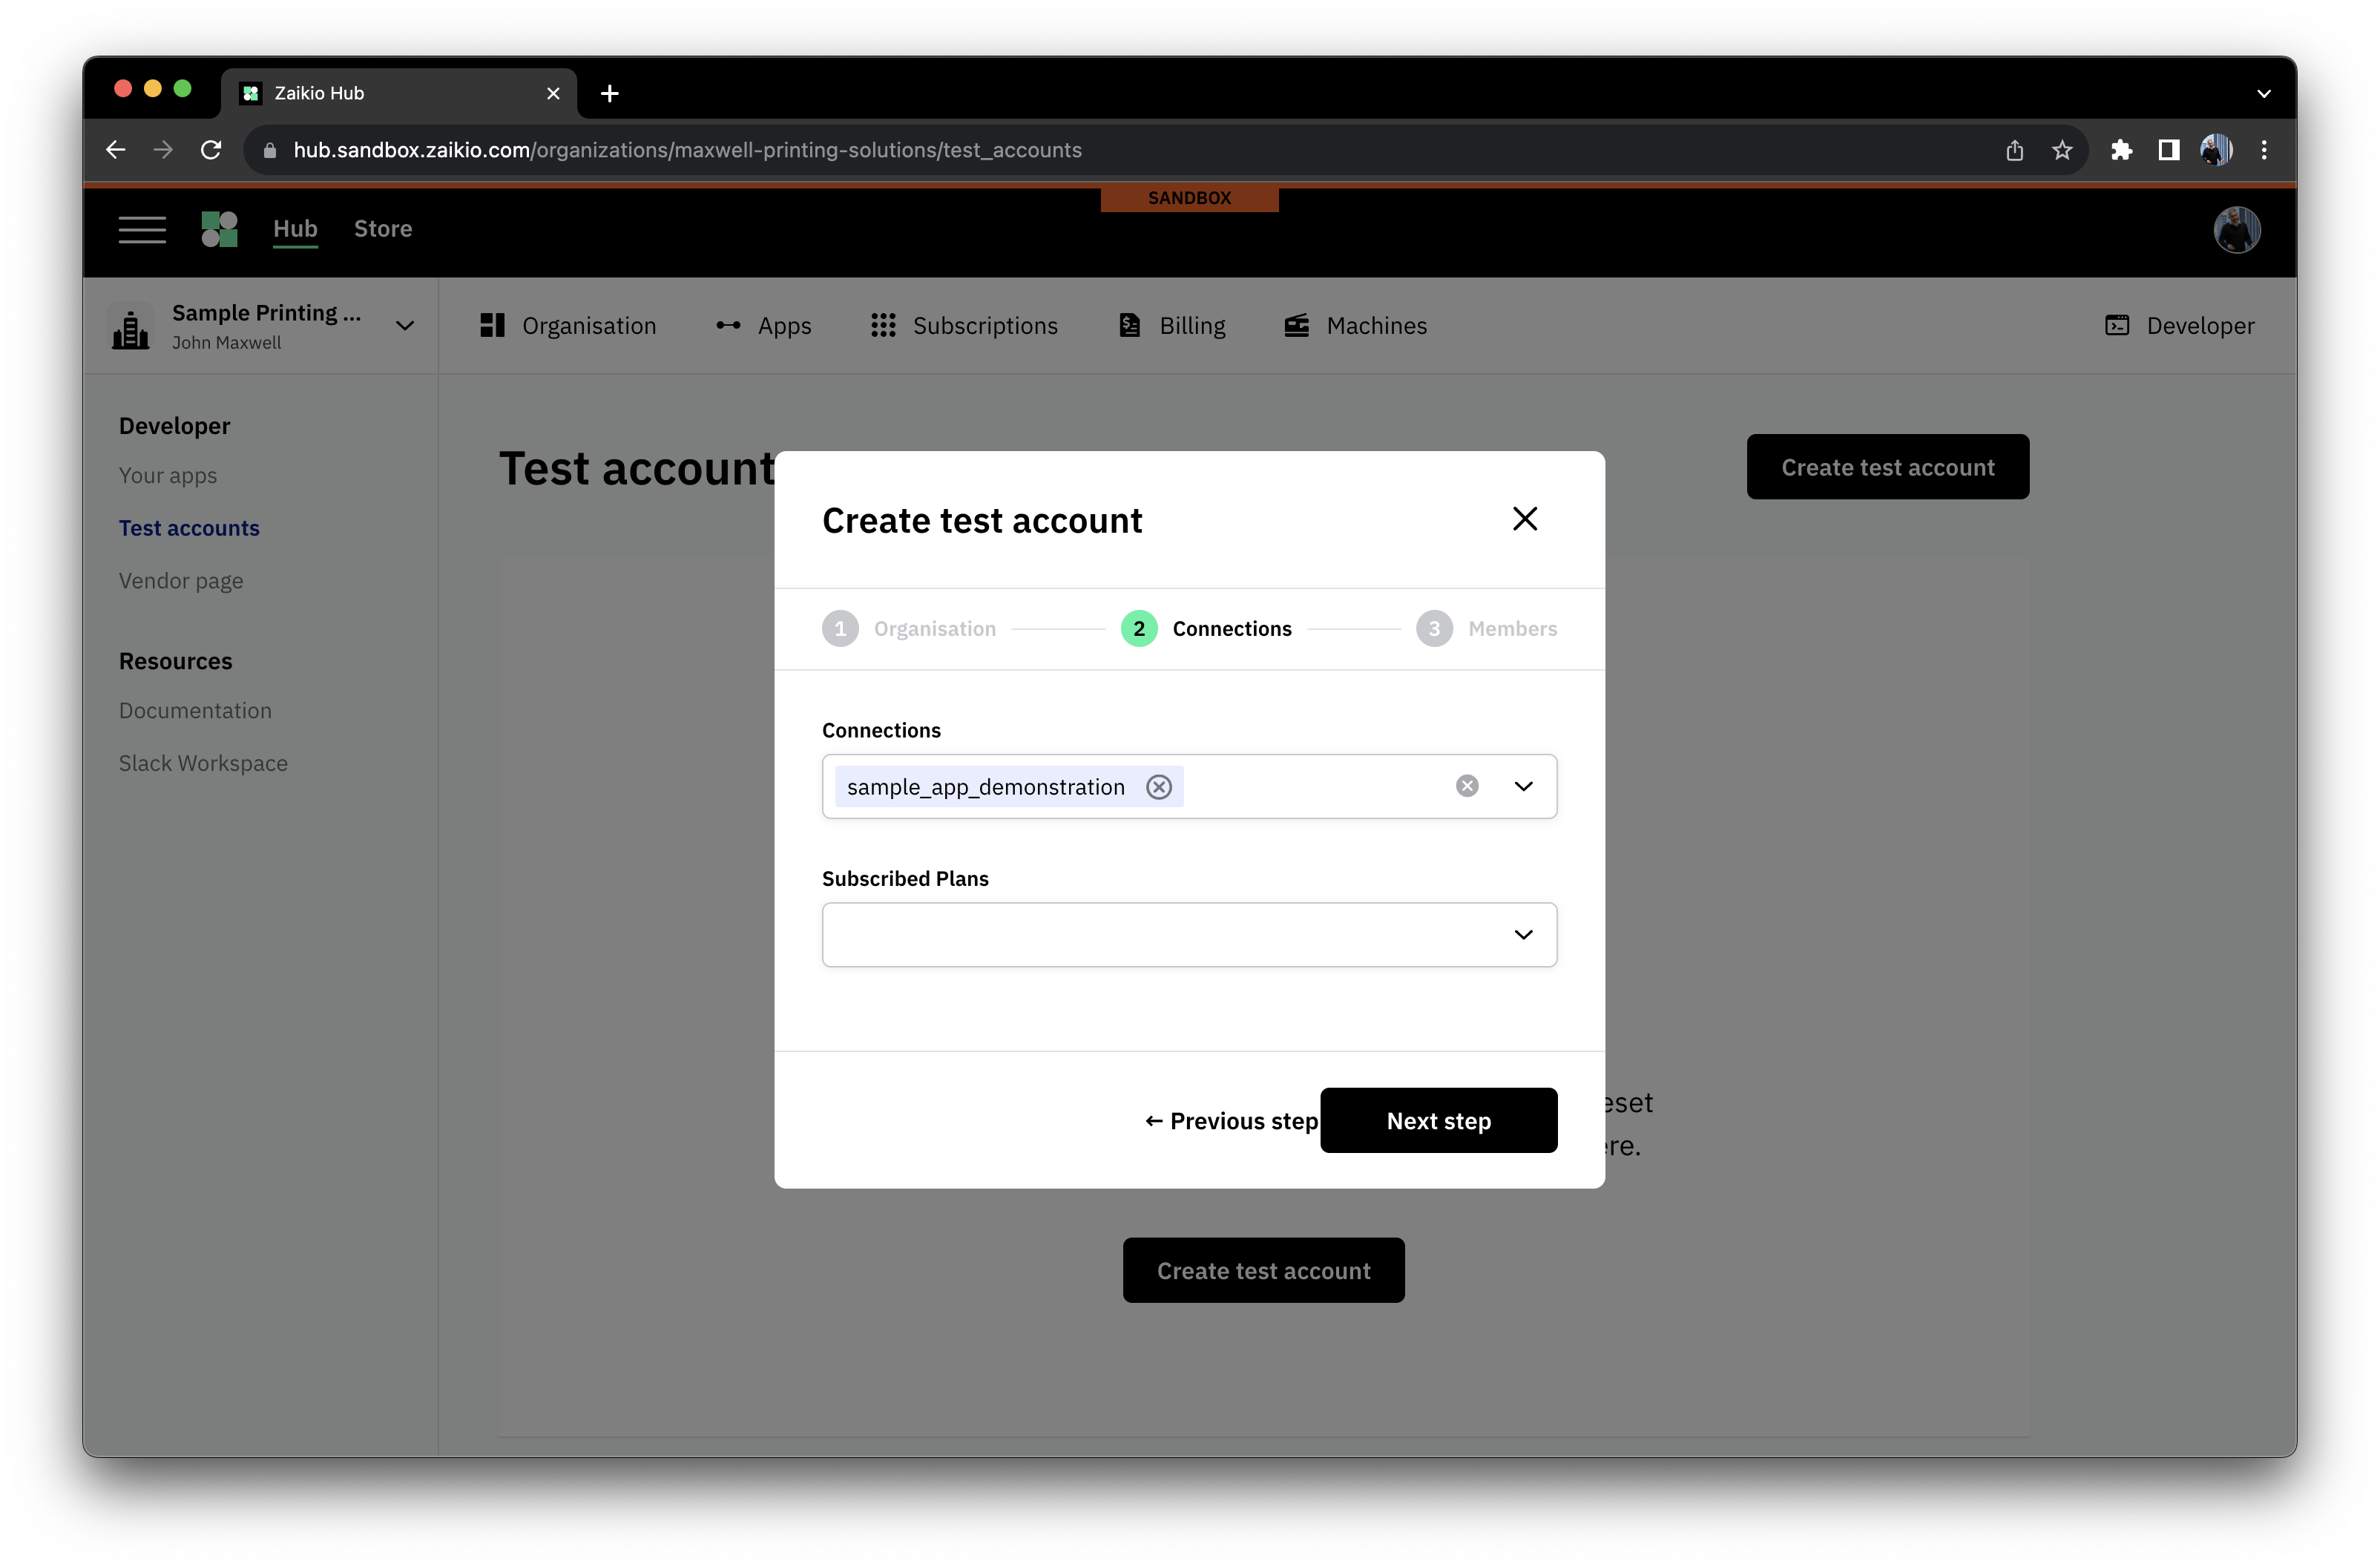 Zaikio Hub
hub.sandbox.zaikio.com/organizations/maxwell-printing-solutions/test_accounts
SANDBOX
Hub Store
Sample Printing ...
John Maxwell
Organisation Apps Subscriptions Billing Machines Developer
Developer
Your apps
Test accounts
Vendor page
Resources
Documentation
Slack Workspace
Test account
Create test account
Create test account
1 Organisation 2 Connections 3 Members
Connections
sample_app_demonstration
Subscribed Plans
← Previous step Next step
eset
ere.
Create test account